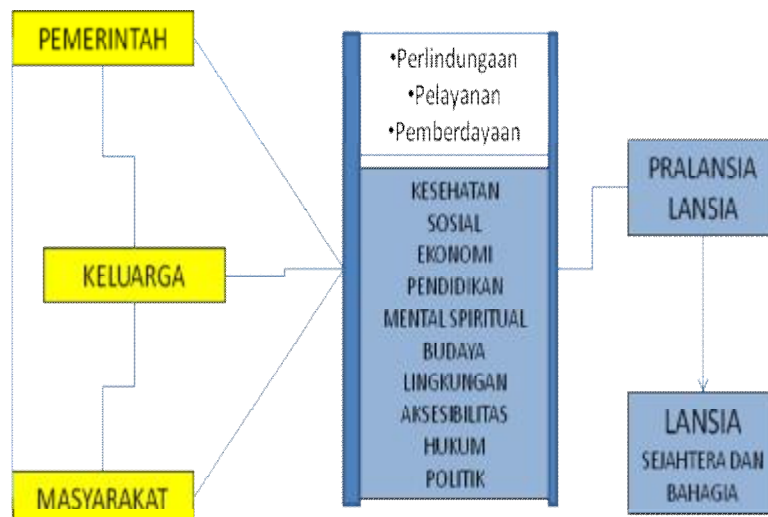 PEMERINTAH
KELUARGA
MASYARAKAT
•Perlindungaan
•Pelayanan
•Pemberdayaan
KESEHATAN
SOSIAL
EKONOMI
PENDIDIKAN
MENTAL SPIRITUAL
BUDAYA
LINGKUNGAN
AKSESIBILITAS
HUKUM
POLITIK
PRALANSIA
LANSIA
LANSIA
SEJAHTERA DAN
BAHAGIA